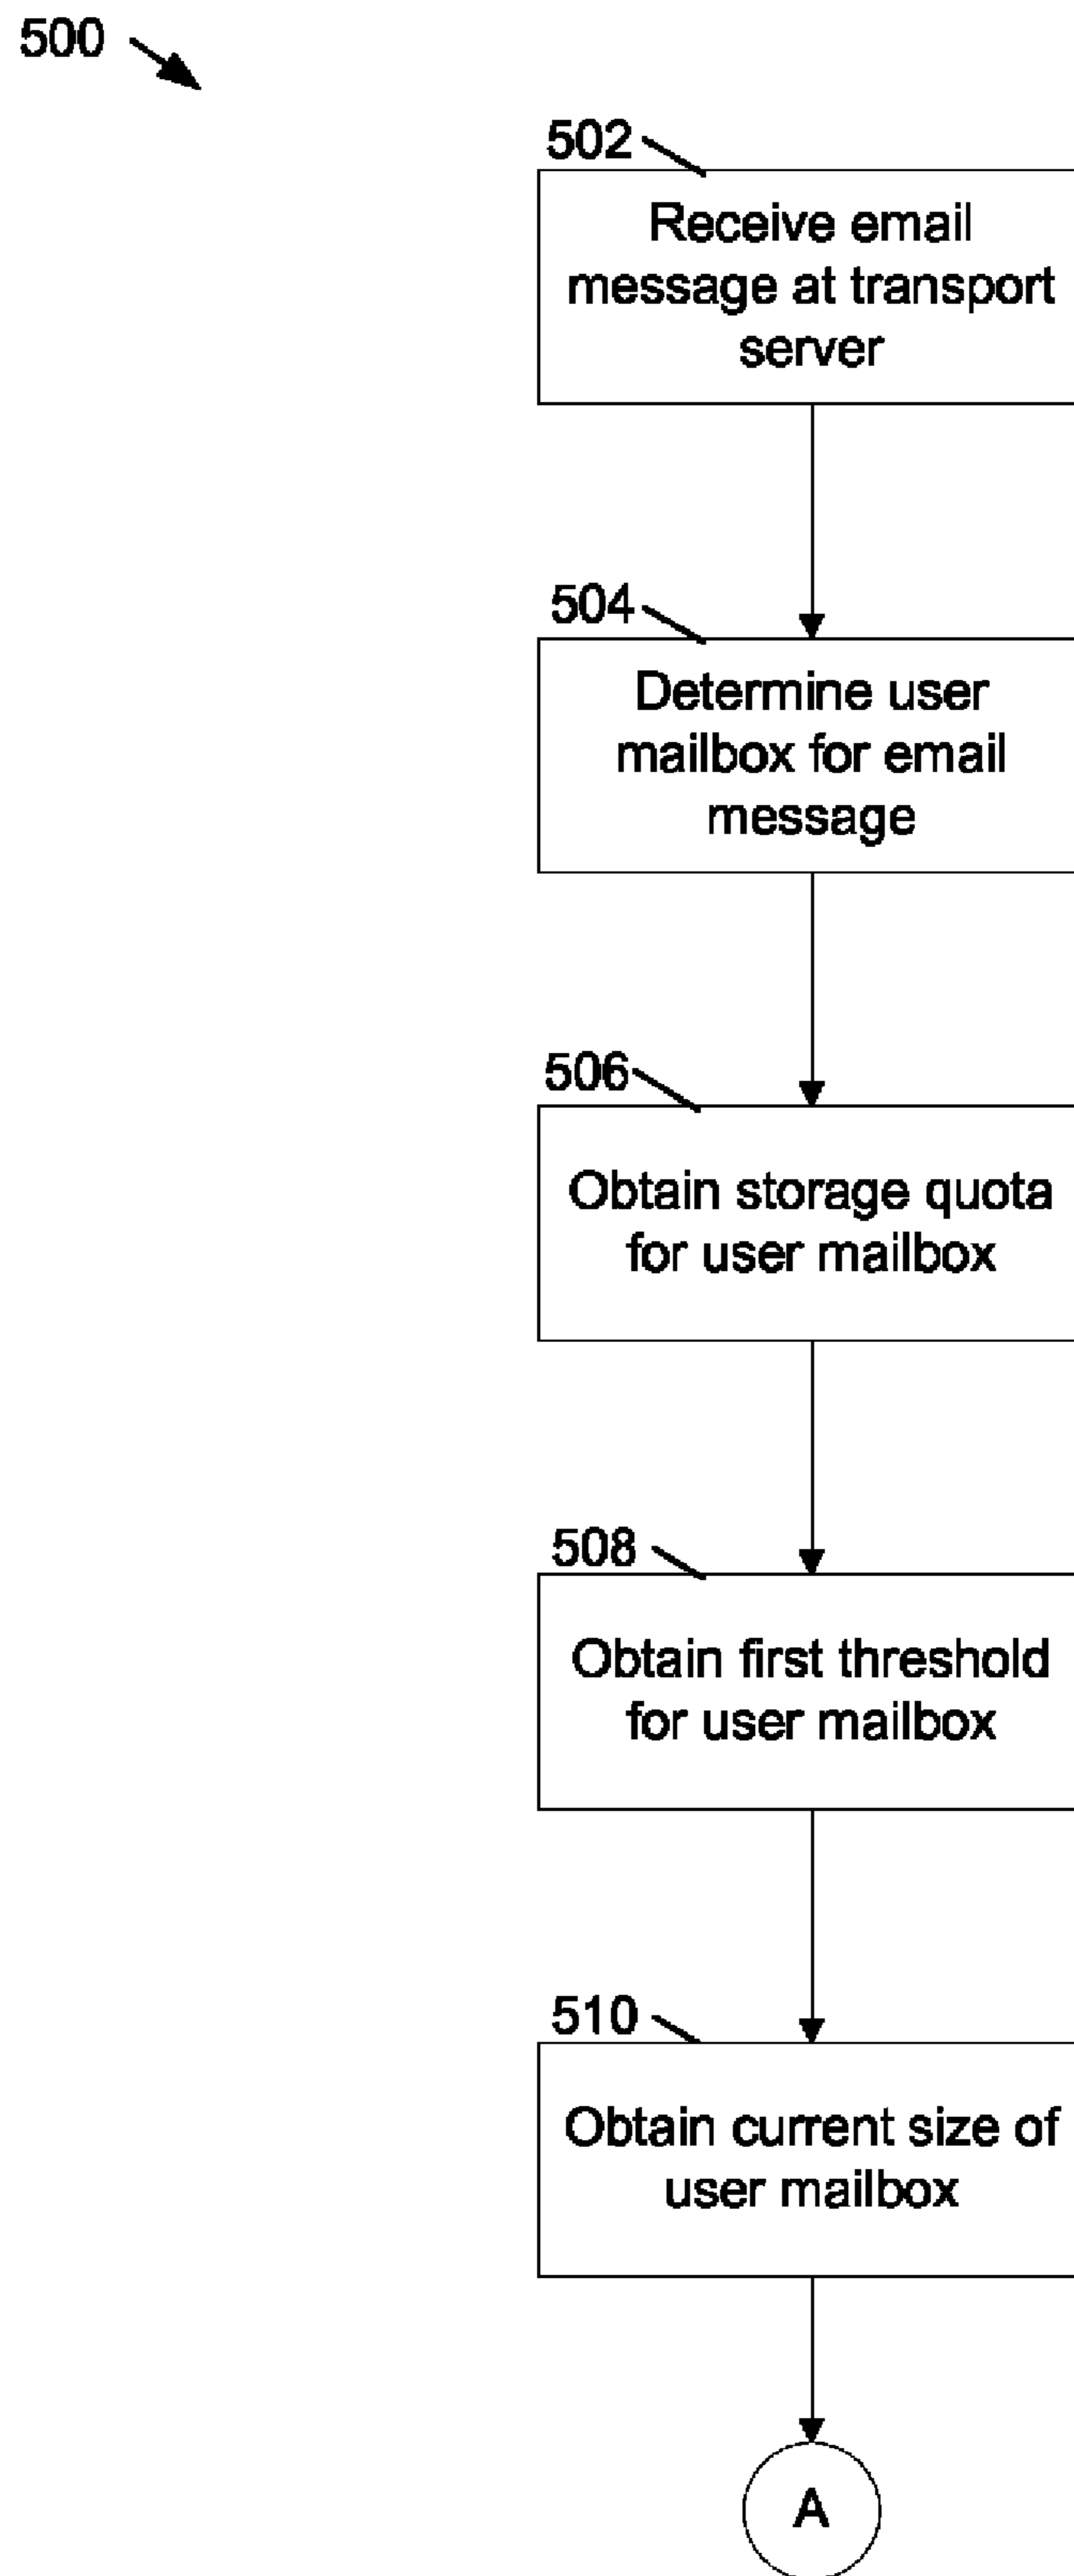 500
502
Receive email
message at transport
server
504
Determine user
mailbox for email
message
506
Obtain storage quota
for user mailbox
508
Obtain first threshold
for user mailbox
510
Obtain current size of
user mailbox
A